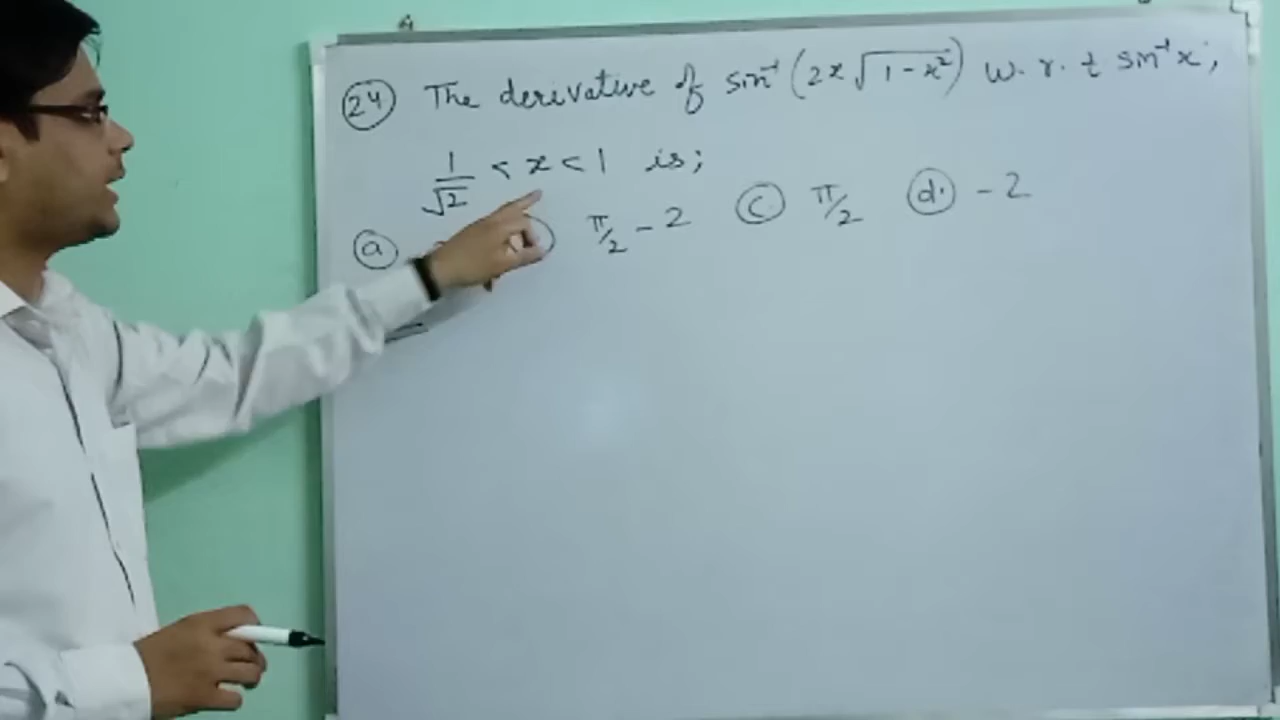 (24) The derivative of sin⁻¹ (2x √(1-x²)) w.r.t sin⁻¹x ;
1/√2 < x < 1 is;
(a) π/2 - 2 (c) π/2 (d.) -2